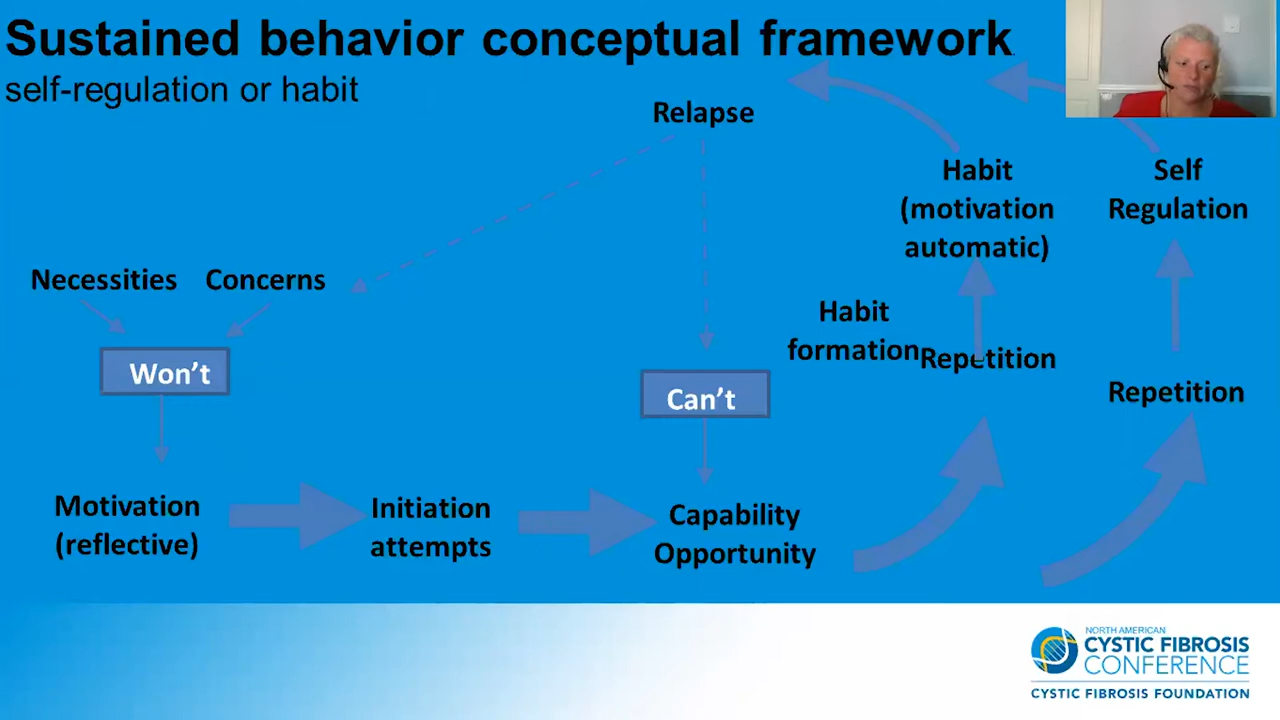 Sustained behavior conceptual framework
self-regulation or habit
Relapse
Habit
(motivation
automatic)
Self
Regulation
Necessities
Concerns
Habit
formation
Repetition
Won't
Can't
Repetition
Motivation
(reflective)
Initiation
attempts
Capability
Opportunity
NORTH AMERICAN
CYSTIC FIBROSIS
CONFERENCE
CYSTIC FIBROSIS FOUNDATION